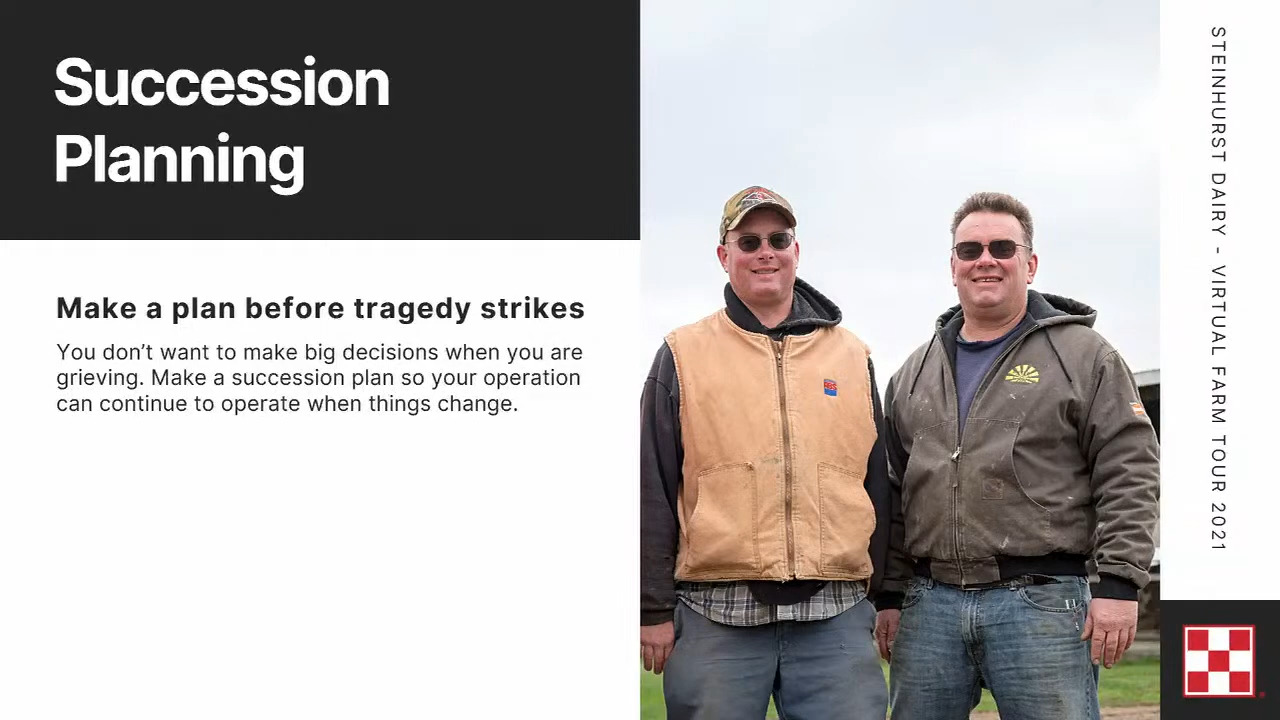 Succession
Planning
Make a plan before tragedy strikes
You don’t want to make big decisions when you are
grieving. Make a succession plan so your operation
can continue to operate when things change.
STEINHURST DAIRY - VIRTUAL FARM TOUR 2021